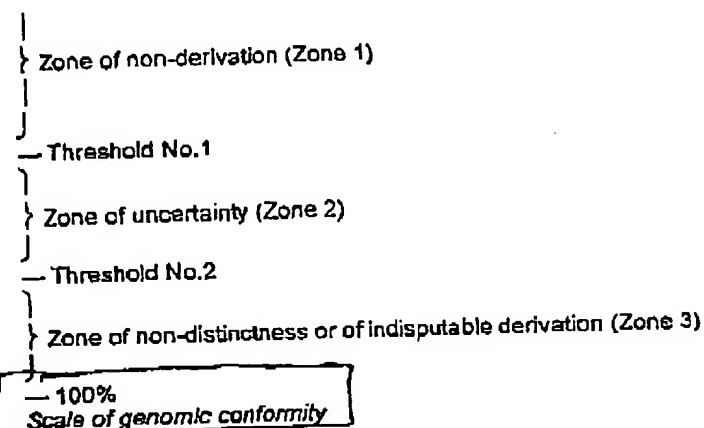 Zone of non-derivation (Zone 1)
Threshold No.1
Zone of uncertainty (Zone 2)
Threshold No.2
Zone of non-distinctness or of indisputable derivation (Zone 3)
100%
Scale of genomic conformity